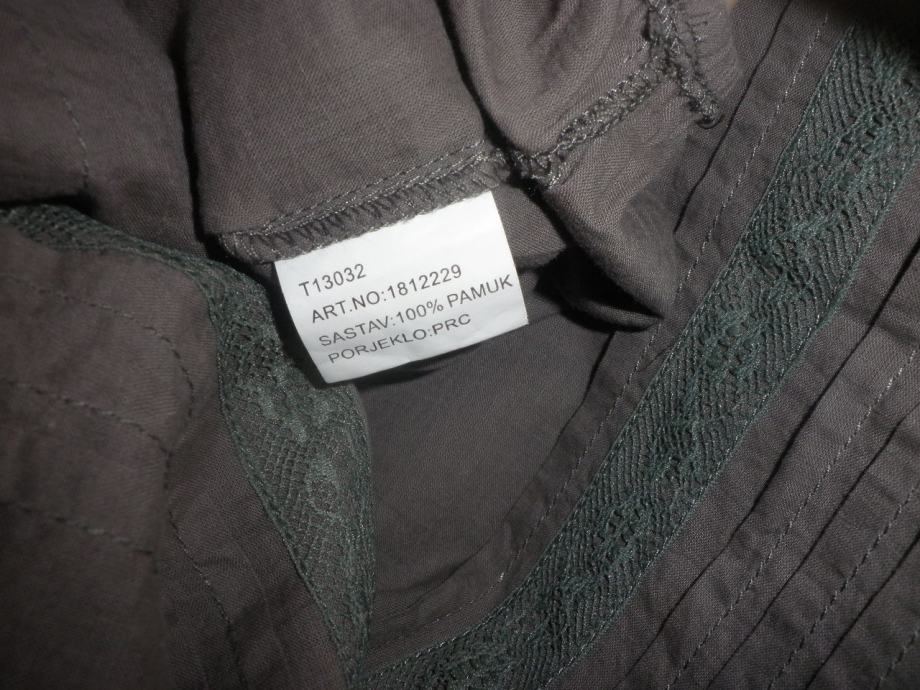 T13032
ART.NO:1812229
SASTAV:100% PAMUK
PORJEKLO:PRC